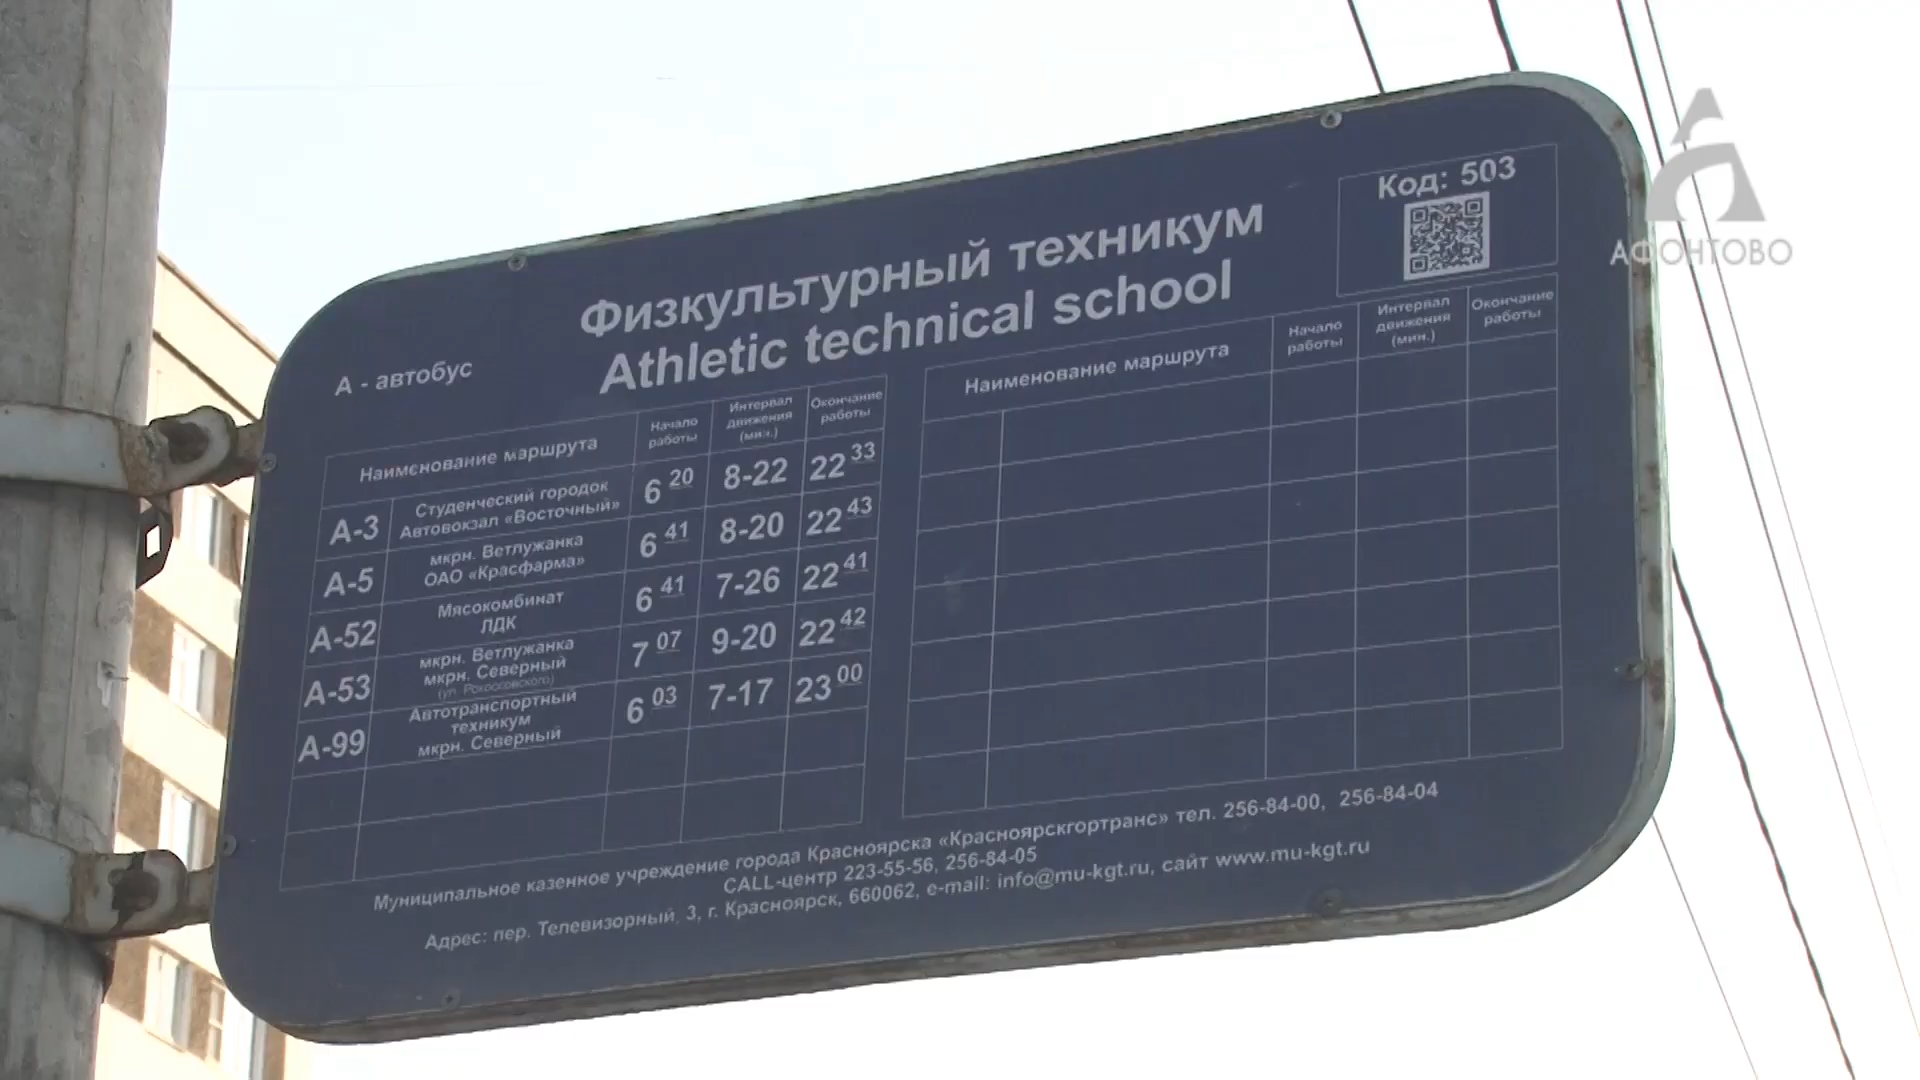 Код: 503
АФОНТОВО
Физкультурный техникум
Athletic technical school
А - автобус
Наименование маршрута
Начало работы
Интервал движения (мин.)
Окончание работы
А-3
Студенческий городок
Автовокзал «Восточный»
6 20
8-22
22 33
А-5
мкрн. Ветлужанка
ОАО «Красфарма»
6 41
8-20
22 43
А-52
Мясокомбинат
ЛДК
6 41
7-26
22 41
А-53
мкрн. Ветлужанка
мкрн. Северный
(ул. Рокоссовского)
7 07
9-20
22 42
А-99
Автотранспортный
техникум
мкрн. Северный
6 03
7-17
23 00
Наименование маршрута
Начало работы
Интервал движения (мин.)
Окончание работы
Муниципальное казенное учреждение города Красноярска «Красноярскгортранс» тел. 256-84-00, 256-84-04
CALL-центр 223-55-56, 256-84-05
Адрес: пер. Телевизорный, 3, г. Красноярск, 660062, e-mail: info@mu-kgt.ru, сайт www.mu-kgt.ru